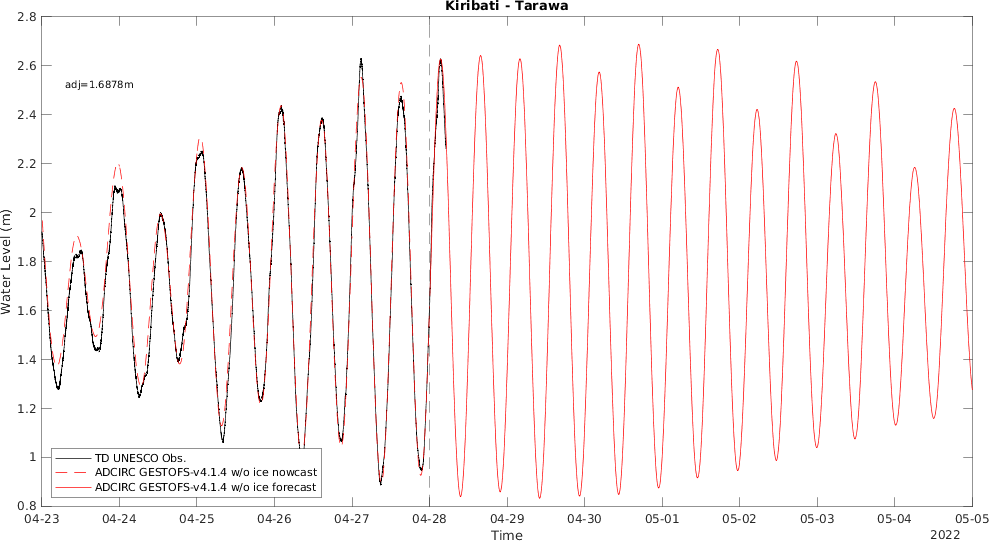 Kiribati - Tarawa
2.8
2.6
2.4
2.2
2
1.8
1.6
1.4
1.2
1
0.8
Water Level (m)
adj=1.6878m
TD UNESCO Obs.
ADCIRC GESTOFS-v4.1.4 w/o ice nowcast
ADCIRC GESTOFS-v4.1.4 w/o ice forecast
04-23 04-24 04-25 04-26 04-27 04-28 04-29 04-30 05-01 05-02 05-03 05-04 05-05
Time
2022